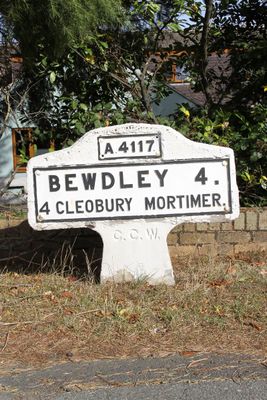 A 4117
BEWDLEY 4.
4 CLEOBURY MORTIMER.
C.C.W.